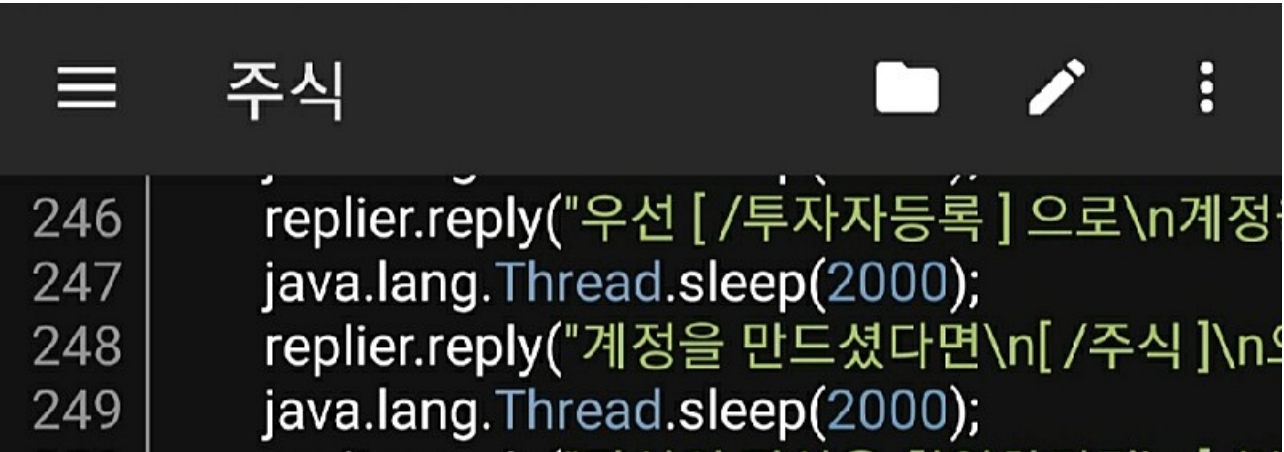 주식
246 replier.reply("우선 [ /투자자등록 ] 으로\n계정
247 java.lang.Thread.sleep(2000);
248 replier.reply("계정을 만드셨다면\n[ /주식 ]\n
249 java.lang.Thread.sleep(2000);